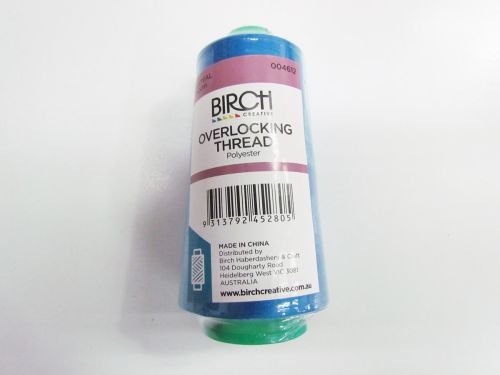 004612
BIRCH
CREATIVE
OVERLOCKING
THREAD
Polyester
9 313792 452805
MADE IN CHINA
Distributed by
Birch Haberdashery & Craft
104 Dougharty Road
Heidelberg West VIC 3081
AUSTRALIA
www.birchcreative.com.au